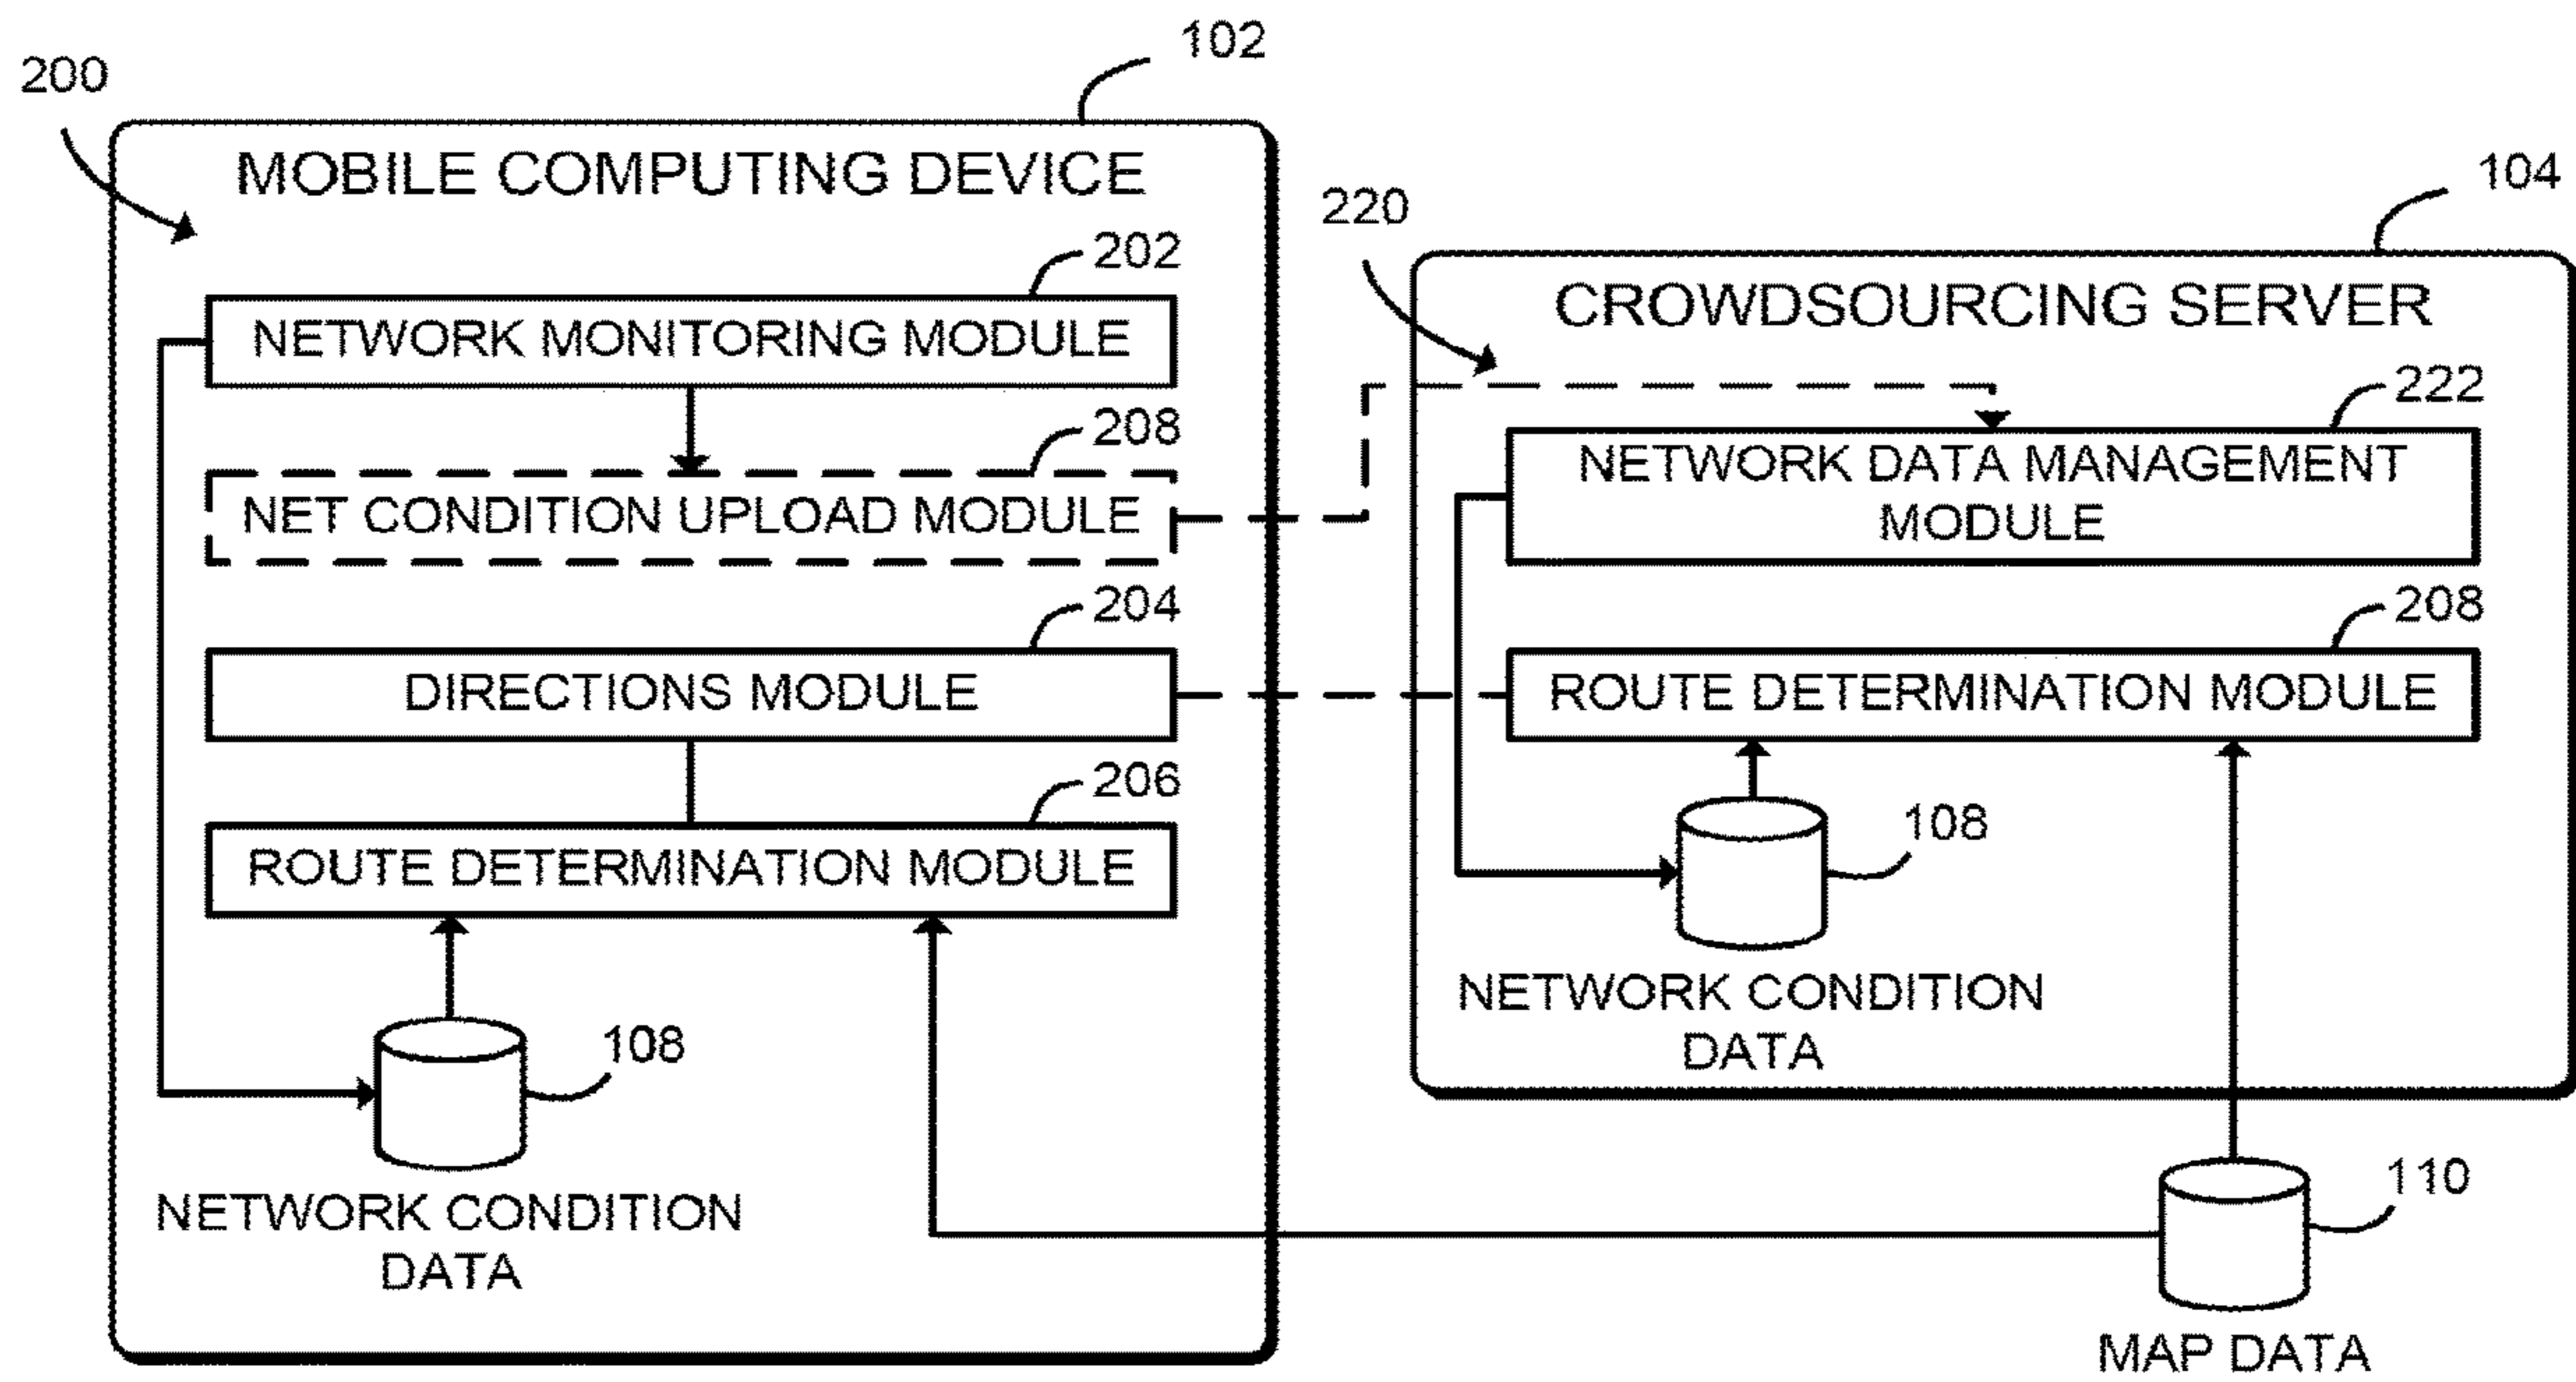 102
200
MOBILE COMPUTING DEVICE
202
NETWORK MONITORING MODULE
208
NET CONDITION UPLOAD MODULE
204
DIRECTIONS MODULE
206
ROUTE DETERMINATION MODULE
108
NETWORK CONDITION
DATA
104
220
CROWDSOURCING SERVER
222
NETWORK DATA MANAGEMENT
MODULE
208
ROUTE DETERMINATION MODULE
108
NETWORK CONDITION
DATA
110
MAP DATA